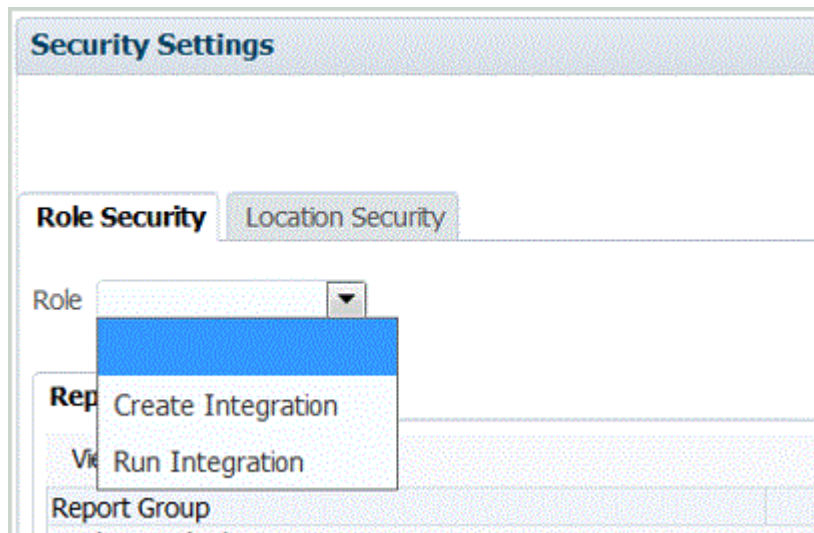 Security Settings
Role Security Location Security
Role
Create Integration
Run Integration
Report Group